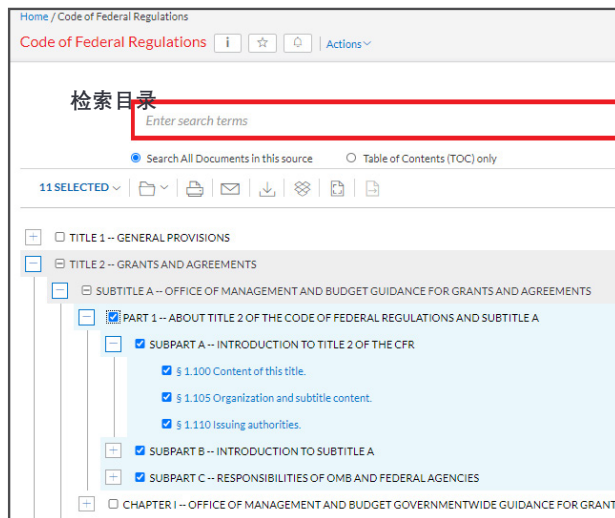 Home / Code of Federal Regulations
Code of Federal Regulations i Actions
检索目录
Enter search terms
Search All Documents in this source Table of Contents (TOC) only
11 SELECTED
TITLE 1 -- GENERAL PROVISIONS
TITLE 2 -- GRANTS AND AGREEMENTS
SUBTITLE A -- OFFICE OF MANAGEMENT AND BUDGET GUIDANCE FOR GRANTS AND AGREEMENTS
PART 1 -- ABOUT TITLE 2 OF THE CODE OF FEDERAL REGULATIONS AND SUBTITLE A
SUBPART A -- INTRODUCTION TO TITLE 2 OF THE CFR
§ 1.100 Content of this title.
§ 1.105 Organization and subtitle content.
§ 1.110 Issuing authorities.
SUBPART B -- INTRODUCTION TO SUBTITLE A
SUBPART C -- RESPONSIBILITIES OF OMB AND FEDERAL AGENCIES
CHAPTER I -- OFFICE OF MANAGEMENT AND BUDGET GOVERNMENTWIDE GUIDANCE FOR GRANT